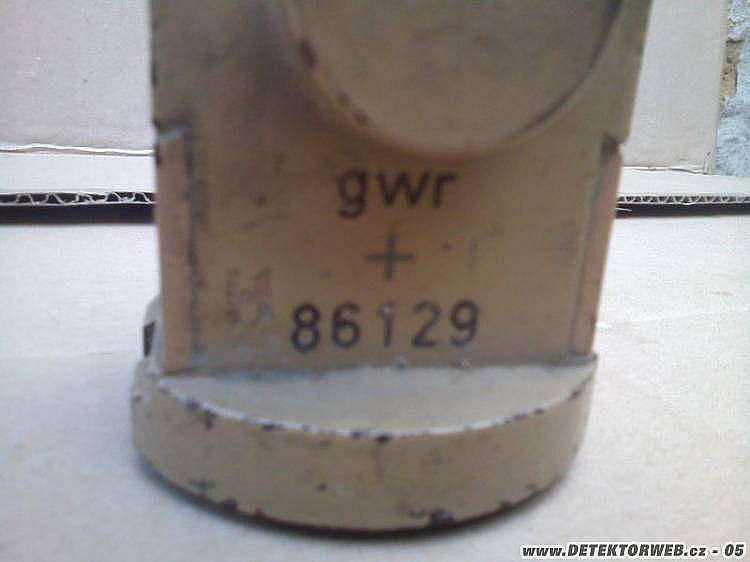 gwr
+
86129
www.DETEKTORWEB.cz - 05